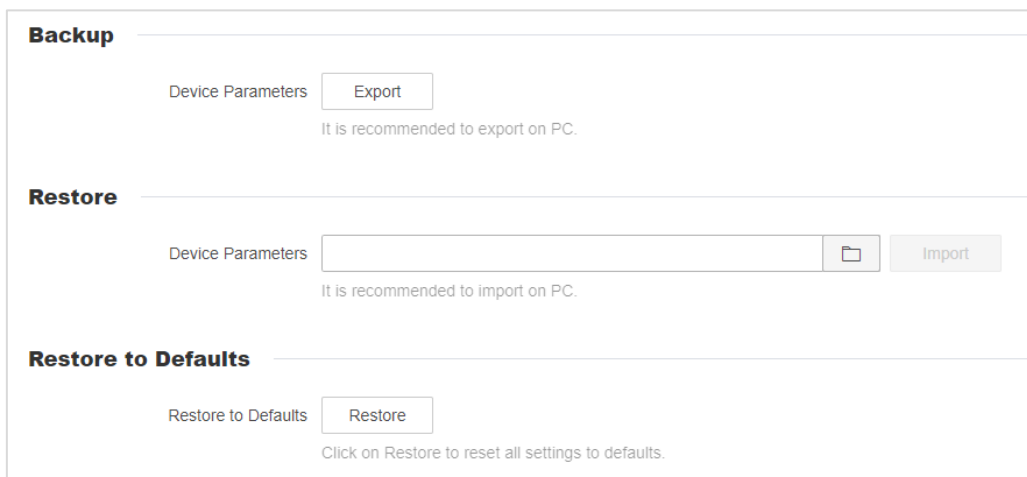 Backup
Device Parameters Export
It is recommended to export on PC.
Restore
Device Parameters Import
It is recommended to import on PC.
Restore to Defaults
Restore to Defaults Restore
Click on Restore to reset all settings to defaults.